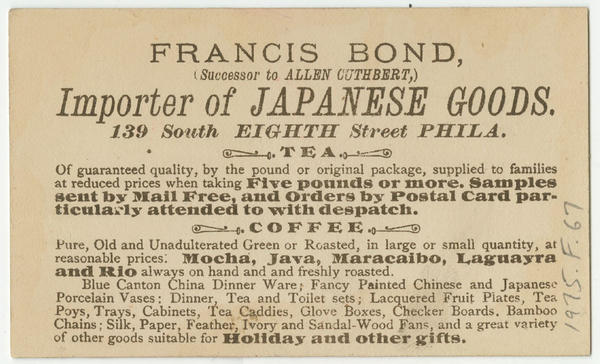 FRANCIS BOND,
(Successor to ALLEN CUTHBERT,)
Importer of JAPANESE GOODS.
139 South EIGHTH Street PHILA.
TEA.
Of guaranteed quality, by the pound or original package, supplied to families
at reduced prices when taking Five pounds or more. Samples
sent by Mail Free, and Orders by Postal Card par-
ticularly attended to with despatch.
COFFEE.
Pure, Old and Unadulterated Green or Roasted, in large or small quantity, at
reasonable prices: Mocha, Java, Maracaibo, Laguayra
and Rio always on hand and and freshly roasted.
Blue Canton China Dinner Ware; Fancy Painted Chinese and Japanese
Porcelain Vases; Dinner, Tea and Toilet sets; Lacquered Fruit Plates, Tea
Poys, Trays, Cabinets, Tea Caddies, Glove Boxes, Checker Boards, Bamboo
Chains; Silk, Paper, Feather, Ivory and Sandal-Wood Fans, and a great variety
of other goods suitable for Holiday and other gifts.
1975.F.67